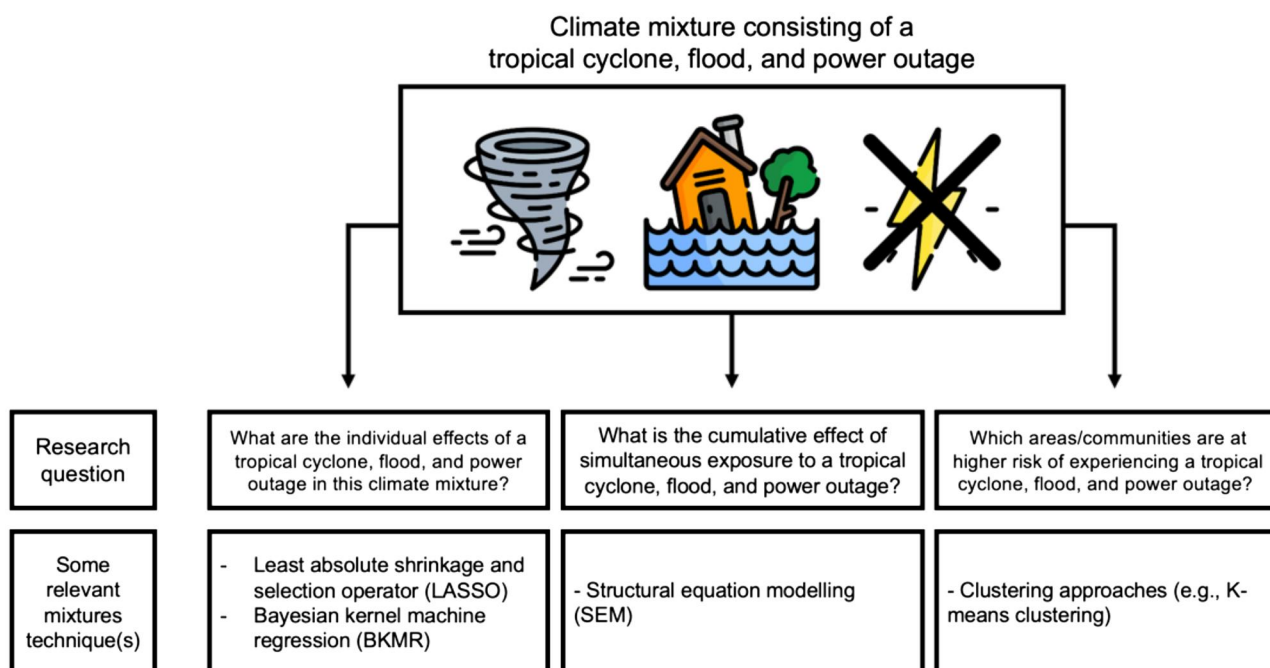 Climate mixture consisting of a
tropical cyclone, flood, and power outage
Research
question
What are the individual effects of a
tropical cyclone, flood, and power
outage in this climate mixture?
What is the cumulative effect of
simultaneous exposure to a tropical
cyclone, flood, and power outage?
Which areas/communities are at
higher risk of experiencing a tropical
cyclone, flood, and power outage?
Some
relevant
mixtures
technique(s)
- Least absolute shrinkage and
selection operator (LASSO)
- Bayesian kernel machine
regression (BKMR)
- Structural equation modelling
(SEM)
- Clustering approaches (e.g., K-
means clustering)